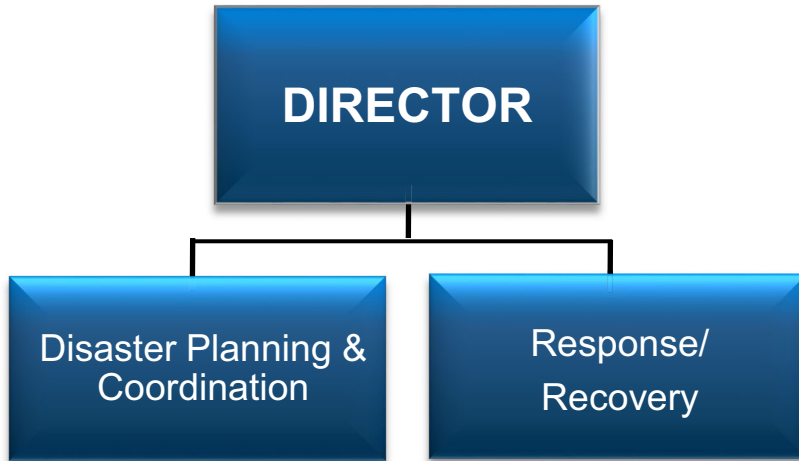 DIRECTOR
Disaster Planning &
Coordination
Response/
Recovery